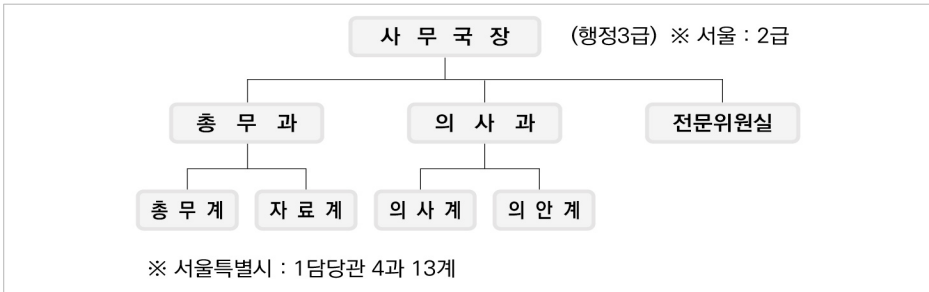 사 무 국 장 (행정3급) ※ 서울 : 2급
총 무 과 의 사 과 전문위원실
총 무 계 자 료 계 의 사 계 의 안 계
※ 서울특별시 : 1담당관 4과 13계